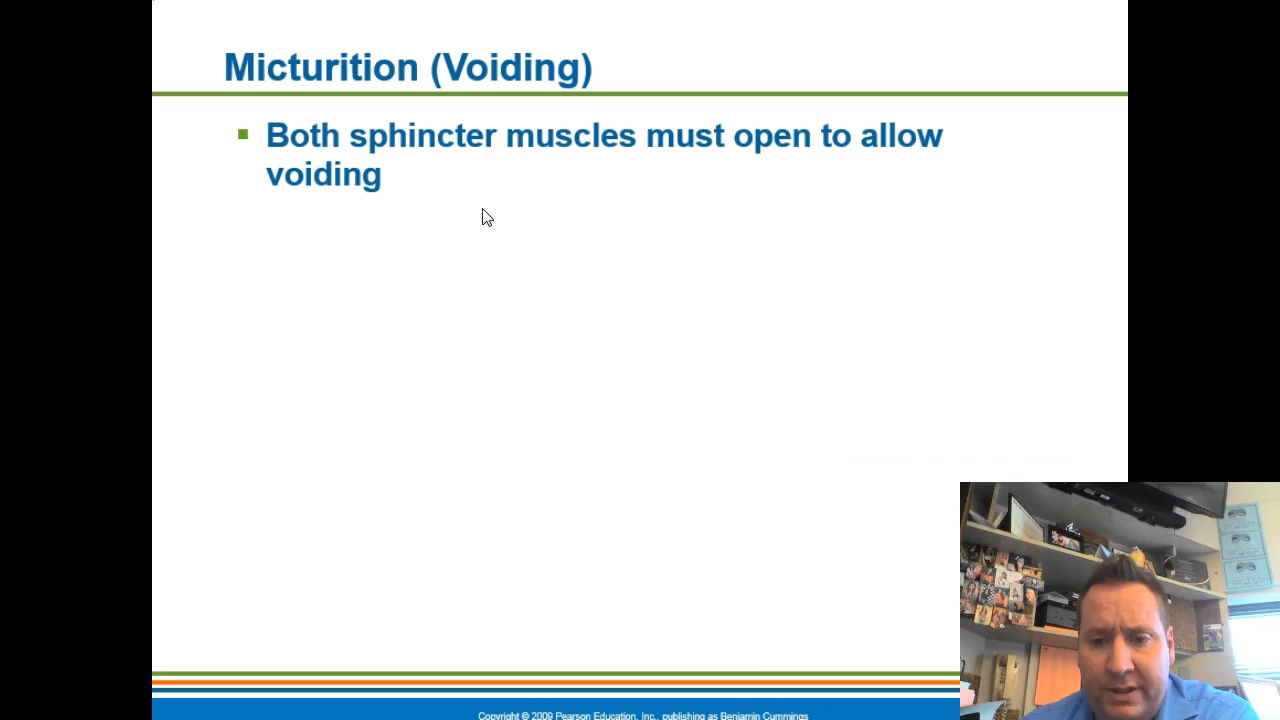 Micturition (Voiding)
Both sphincter muscles must open to allow
voiding
Copyright © 2009 Pearson Education, Inc., publishing as Benjamin Cummings